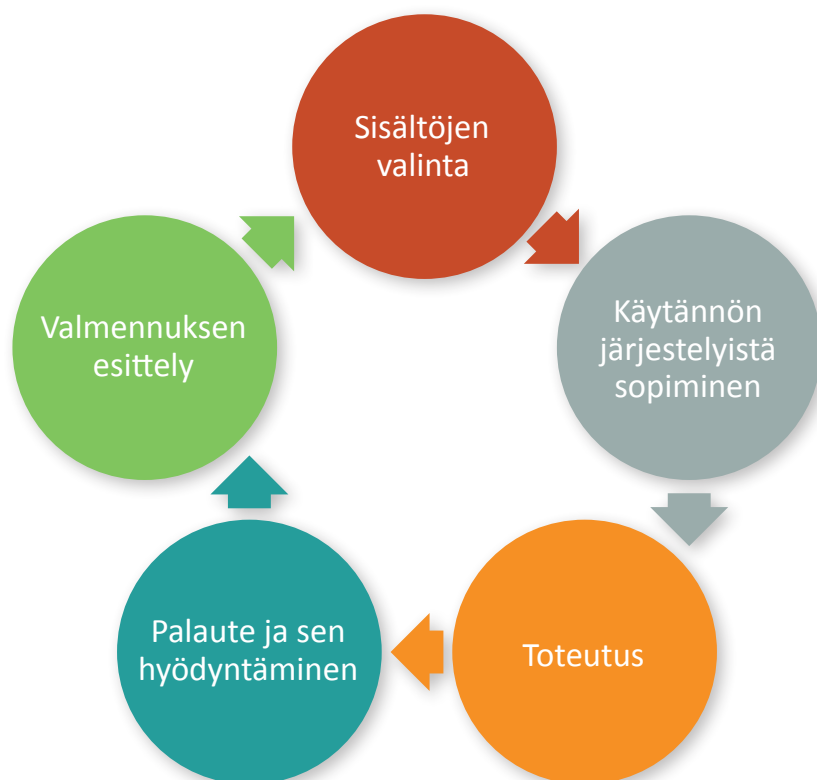 Sisältöjen
valinta
Käytännön
järjestelyistä
sopiminen
Toteutus
Palaute ja sen
hyödyntäminen
Valmennuksen
esittely